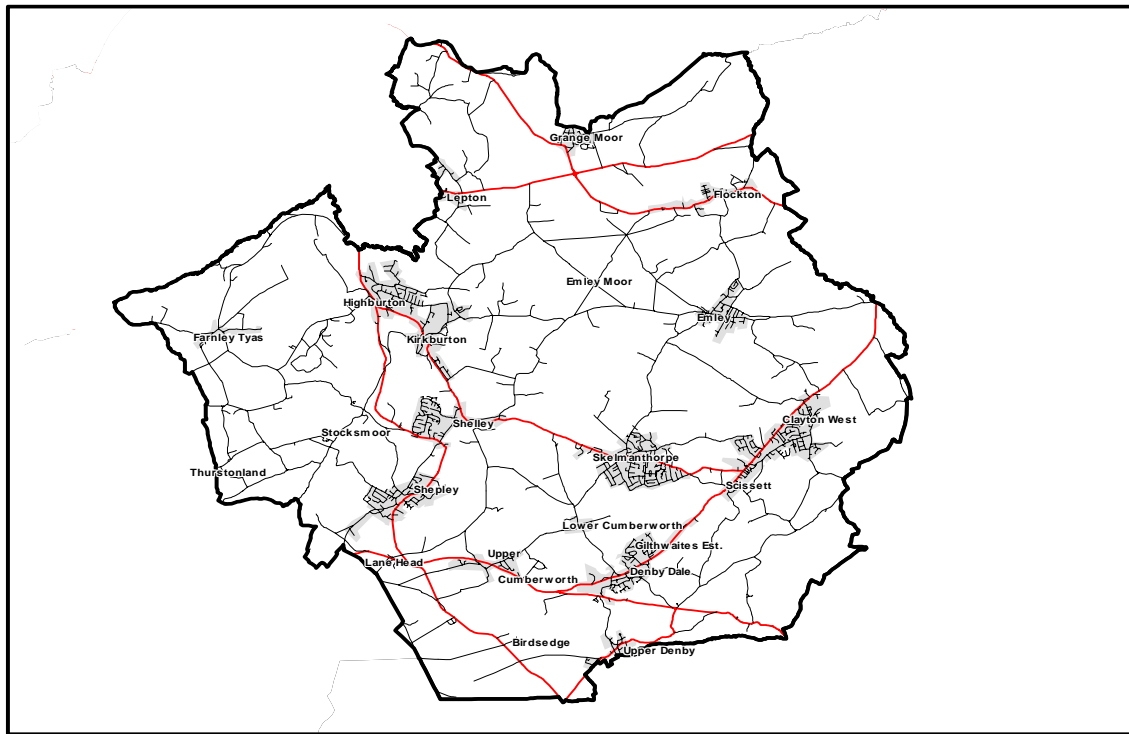 Grange Moor
Lepton
Flockton
Emley Moor
Highburton
Emley
Farnley Tyas
Kirkburton
Clayton West
Shelley
Stocksmoor
Skelmanthorpe
Thurstonland
Scissett
Shepley
Lower Cumberworth
Gilthwaites Est.
Upper
Lane Head
Denby Dale
Cumberworth
Birdsedge
Upper Denby